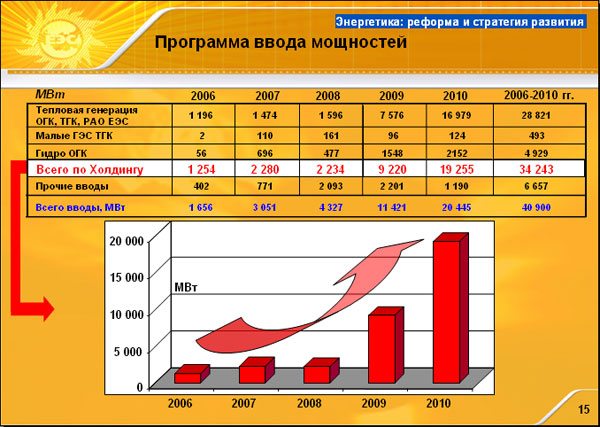 Энергетика: реформа и стратегия развития
ЕЭС
Программа ввода мощностей
МВт 2006 2007 2008 2009 2010 2006-2010 гг.
Тепловая генерация
ОГК, ТГК, РАО ЕЭС 1 196 1 474 1 596 7 576 16 979 28 821
Малые ГЭС ТГК 2 110 161 96 124 493
Гидро ОГК 56 696 477 1548 2152 4 929
Всего по Холдингу 1 254 2 280 2 234 9 220 19 255 34 243
Прочие вводы 402 771 2 093 2 201 1 190 6 657
Всего вводы, МВт 1 656 3 051 4 327 11 421 20 445 40 900
20 000
15 000
МВт
10 000
5 000
0
2006 2007 2008 2009 2010
15